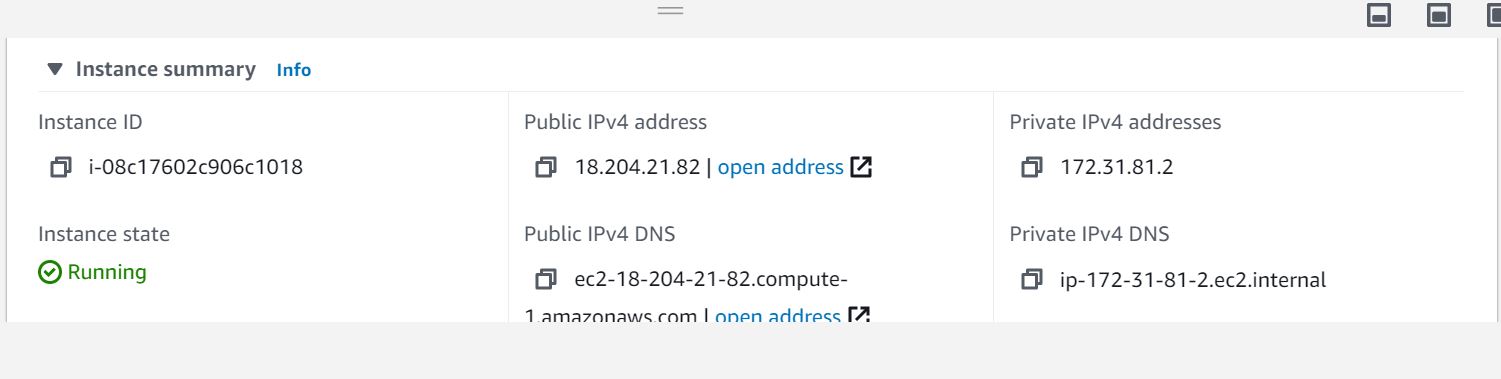 Instance summary Info
Instance ID
i-08c17602c906c1018
Public IPv4 address
18.204.21.82 | open address
Private IPv4 addresses
172.31.81.2
Instance state
Running
Public IPv4 DNS
ec2-18-204-21-82.compute-
1.amazonaws.com | open address
Private IPv4 DNS
ip-172-31-81-2.ec2.internal